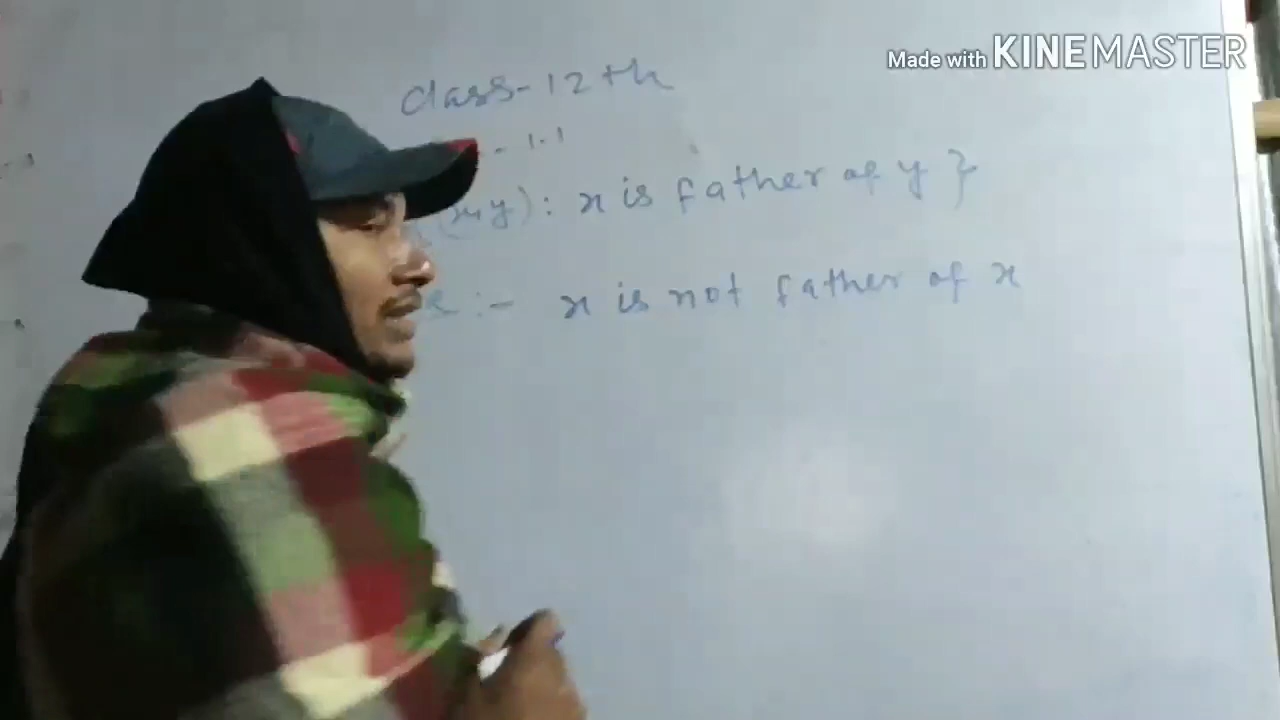 Made with KINEMASTER
class-12th
- 1.1
(x,y): x is father of y }
:- x is not father of x